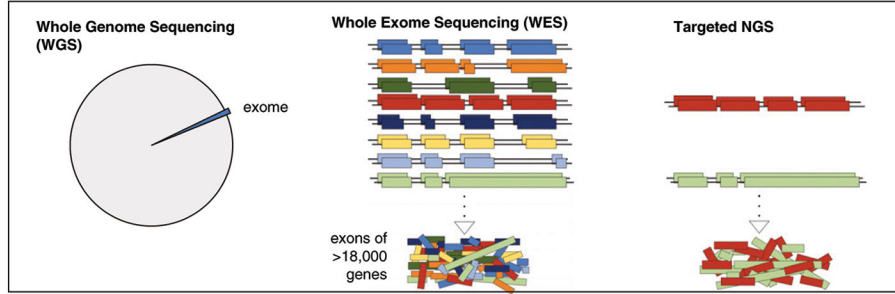 Whole Genome Sequencing
(WGS)
exome
Whole Exome Sequencing (WES)
exons of
>18,000
genes
Targeted NGS